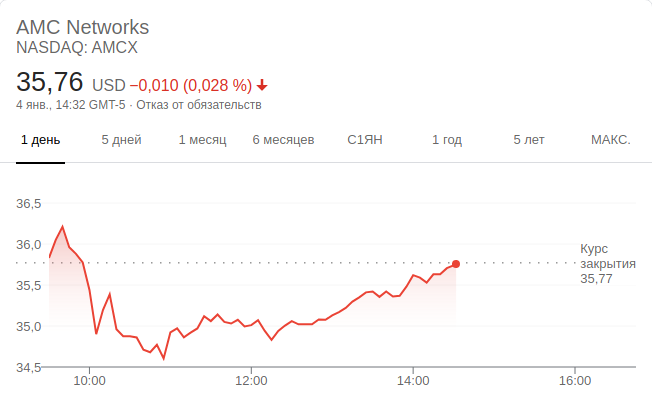 AMC Networks
NASDAQ: AMCX
35,76 USD −0,010 (0,028 %)
4 янв., 14:32 GMT-5 · Отказ от обязательств
1 день 5 дней 1 месяц 6 месяцев С1ЯН 1 год 5 лет МАКС.
36,5
36,0
35,5
35,0
34,5
Курс
закрытия
35,77
10:00 12:00 14:00 16:00